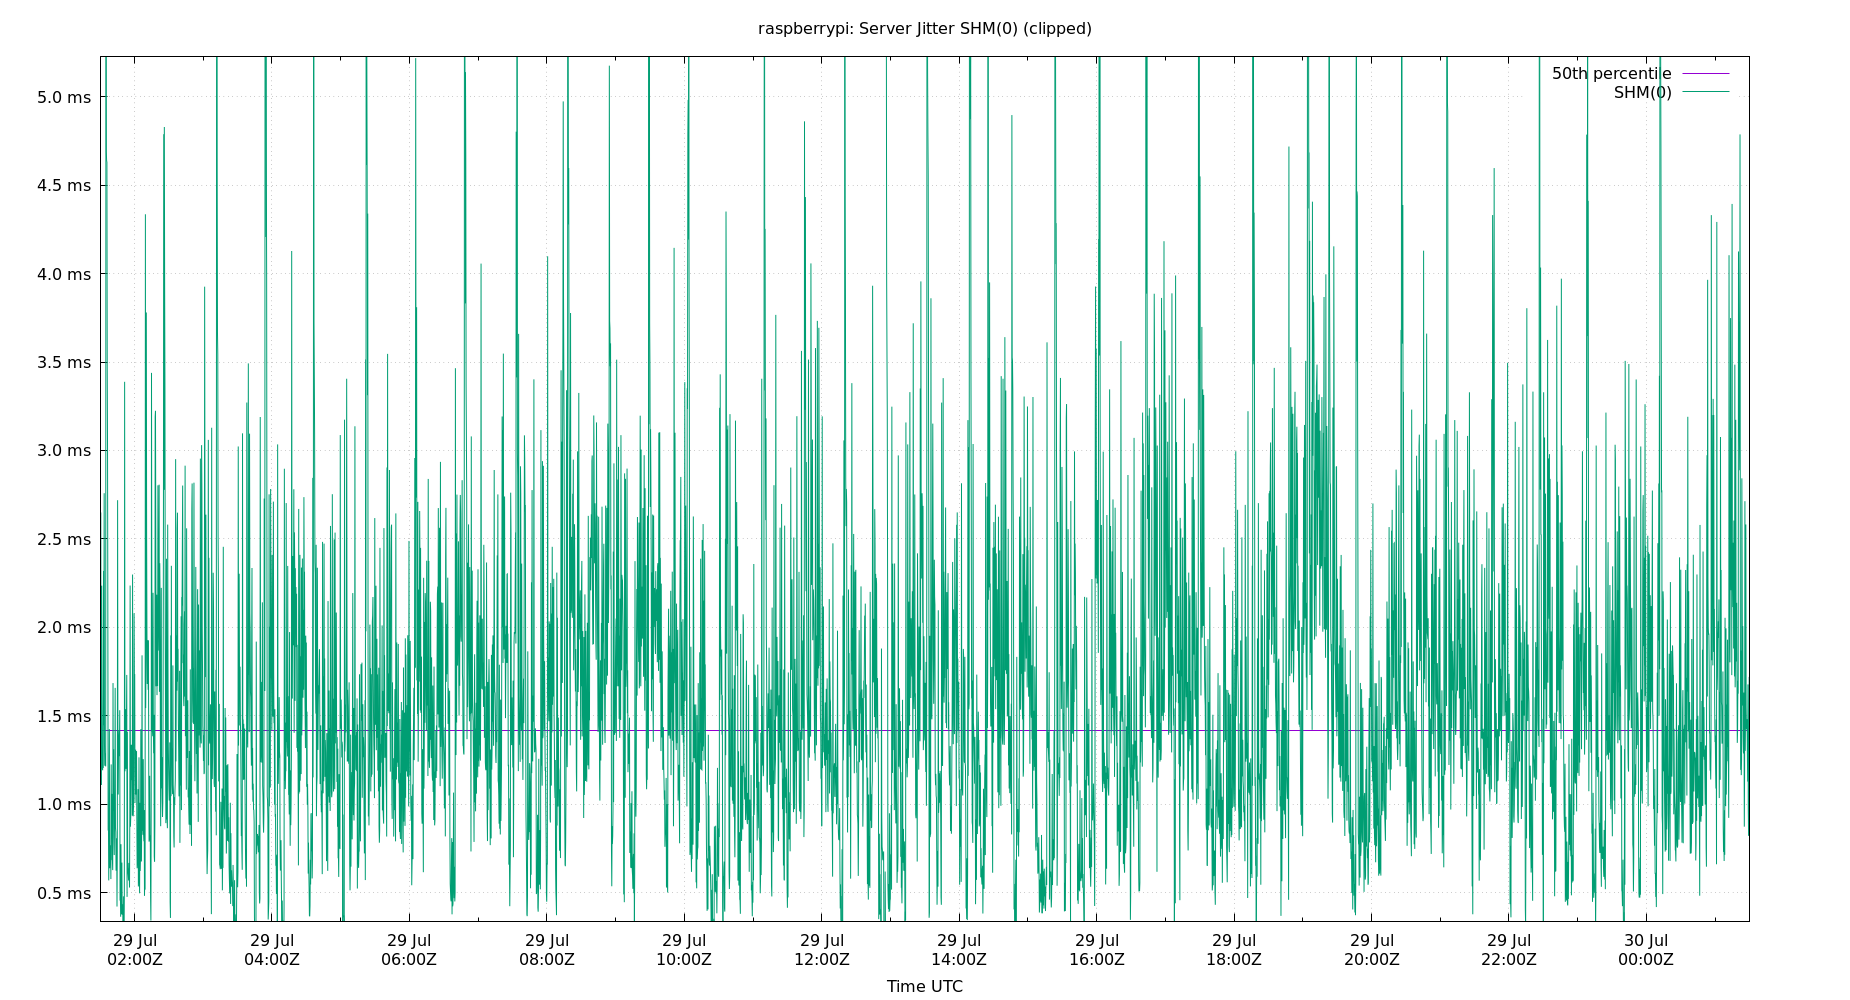 raspberrypi: Server Jitter SHM(0) (clipped)
50th percentile
SHM(0)
5.0 ms
4.5 ms
4.0 ms
3.5 ms
3.0 ms
2.5 ms
2.0 ms
1.5 ms
1.0 ms
0.5 ms
29 Jul 29 Jul 29 Jul 29 Jul 29 Jul 29 Jul 29 Jul 29 Jul 29 Jul 29 Jul 29 Jul 30 Jul
02:00Z 04:00Z 06:00Z 08:00Z 10:00Z 12:00Z 14:00Z 16:00Z 18:00Z 20:00Z 22:00Z 00:00Z
Time UTC